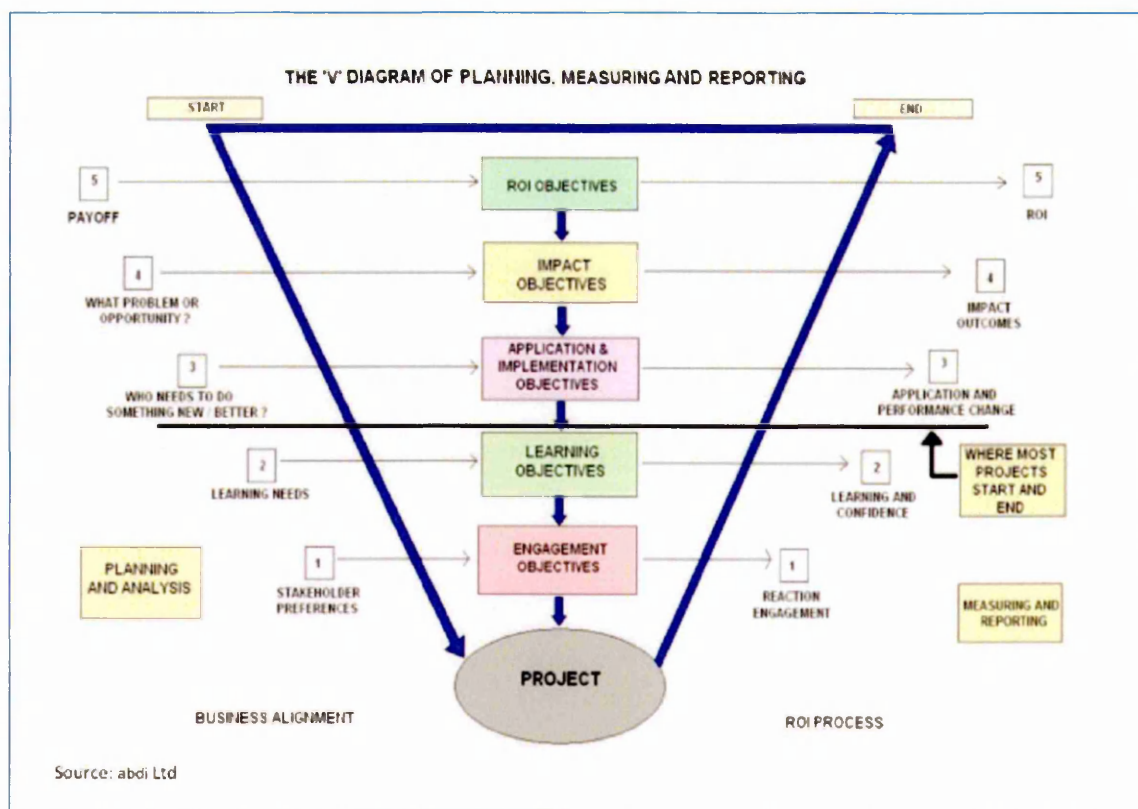 THE 'V' DIAGRAM OF PLANNING, MEASURING AND REPORTING
START
END
5
PAYOFF
ROI OBJECTIVES
5
ROI
4
WHAT PROBLEM OR
OPPORTUNITY ?
IMPACT
OBJECTIVES
4
IMPACT
OUTCOMES
3
WHO NEEDS TO DO
SOMETHING NEW / BETTER ?
APPLICATION &
IMPLEMENTATION
OBJECTIVES
3
APPLICATION AND
PERFORMANCE CHANGE
2
LEARNING NEEDS
LEARNING
OBJECTIVES
2
LEARNING AND
CONFIDENCE
WHERE MOST
PROJECTS
START AND
END
PLANNING
AND ANALYSIS
1
STAKEHOLDER
PREFERENCES
ENGAGEMENT
OBJECTIVES
1
REACTION
ENGAGEMENT
MEASURING AND
REPORTING
PROJECT
BUSINESS ALIGNMENT
ROI PROCESS
Source: abdi Ltd